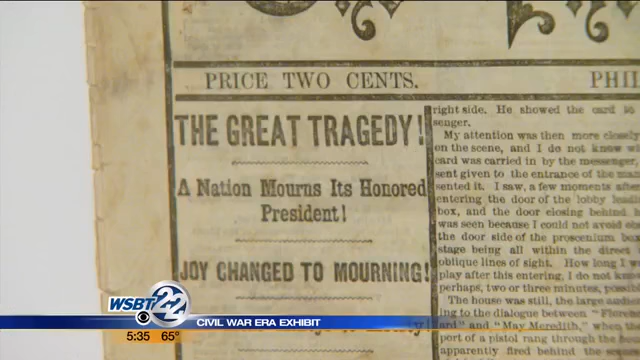 PRICE TWO CENTS.
PHIL
THE GREAT TRAGEDY!
A Nation Mourns Its Honored
President!
JOY CHANGED TO MOURNING!
right side. He showed the card to
senger.
My attention was then more closely
on the scene, and I do not know
card was carried in by the messenger,
sent given to the entrance of the
sented it. I saw, a few moments after
entering the door of the lobby leading
box, and the door closing behind
was seen because I could not avoid
the door side of the proscenium box
stage being all within the direct
oblique lines of sight. How long
play after this entering, I do not
perhaps, two or three minutes,
The house was still, the large
ing to the dialogue between "Floren
and "May Meredith," when the
port of a pistol rang through the
apparently fired behind the
WSBT 22
CIVIL WAR ERA EXHIBIT
5:35 65°